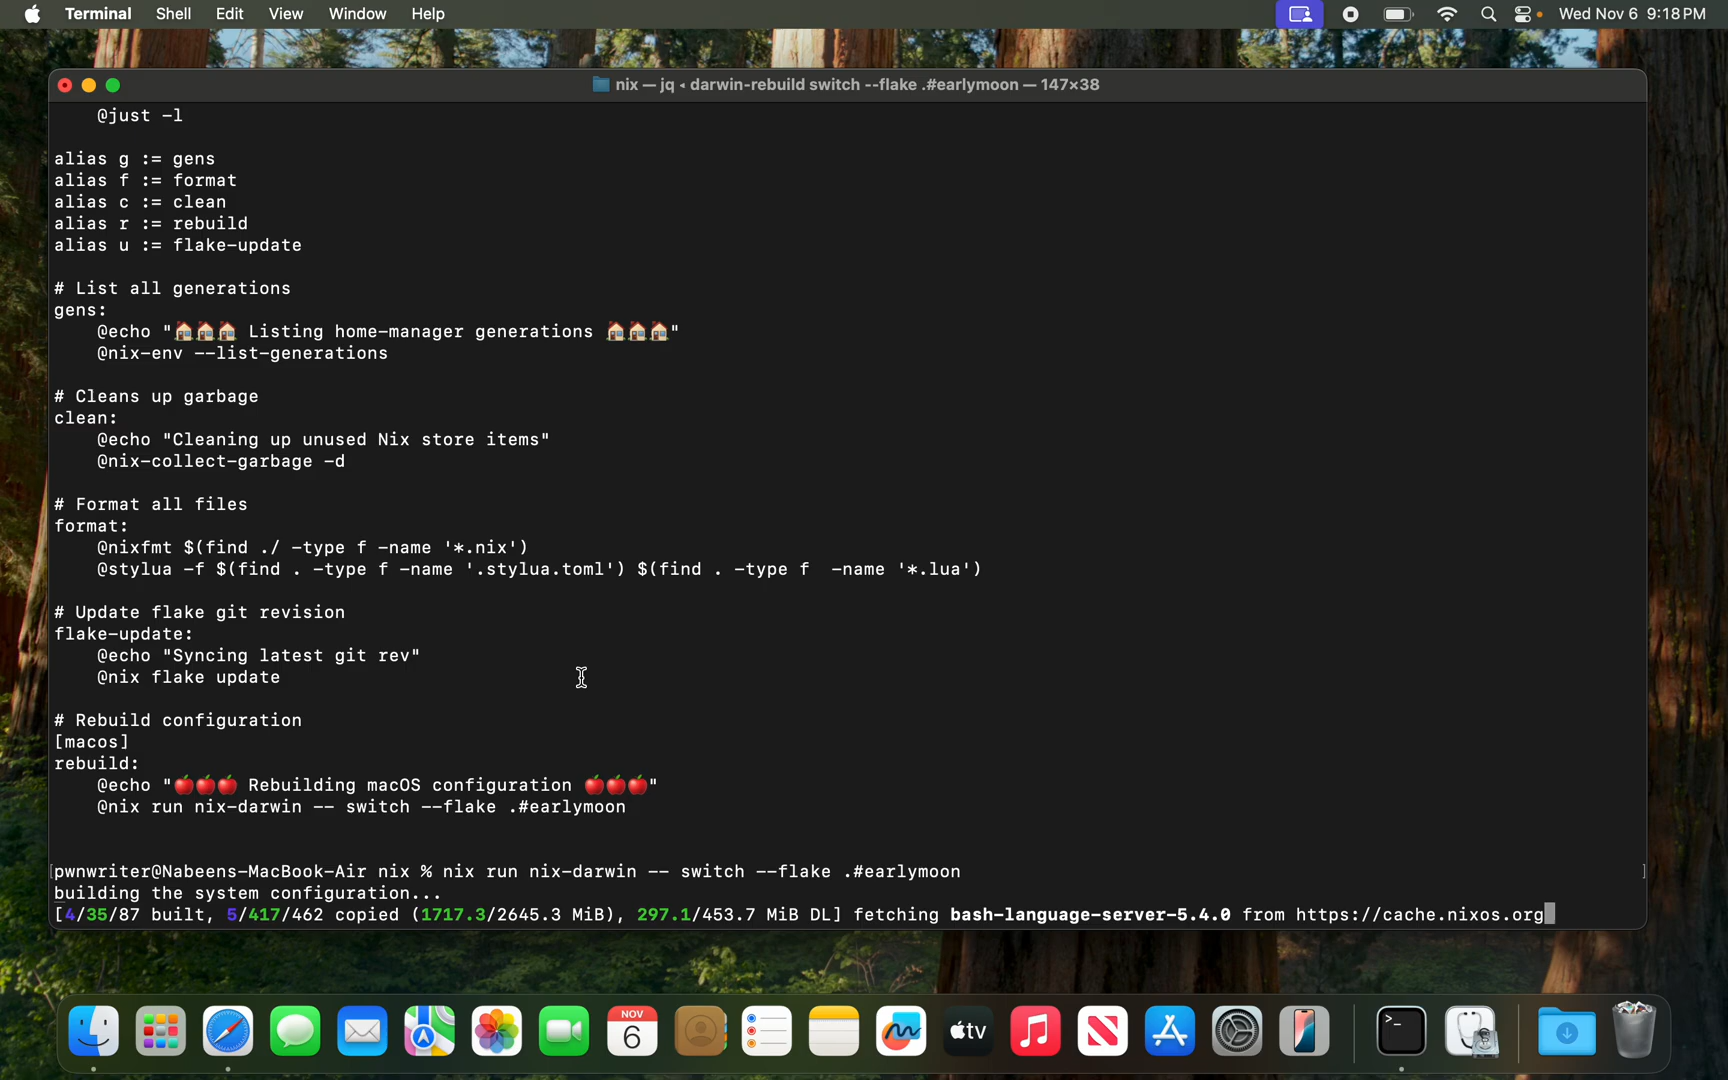 Terminal Shell Edit View Window Help Wed Nov 6 9:18 PM
nix — jq ◂ darwin-rebuild switch --flake .#earlymoon — 147×38
@just -l
alias g := gens
alias f := format
alias c := clean
alias r := rebuild
alias u := flake-update
# List all generations
gens:
@echo "🏠🏠🏠 Listing home-manager generations 🏠🏠🏠"
@nix-env --list-generations
# Cleans up garbage
clean:
@echo "Cleaning up unused Nix store items"
@nix-collect-garbage -d
# Format all files
format:
@nixfmt $(find ./ -type f -name '*.nix')
@stylua -f $(find . -type f -name '.stylua.toml') $(find . -type f  -name '*.lua')
# Update flake git revision
flake-update:
@echo "Syncing latest git rev"
@nix flake update
# Rebuild configuration
[macos]
rebuild:
@echo "🍎🍎🍎 Rebuilding macOS configuration 🍎🍎🍎"
@nix run nix-darwin -- switch --flake .#earlymoon
[pwnwriter@Nabeens-MacBook-Air nix % nix run nix-darwin -- switch --flake .#earlymoon ]
building the system configuration...
[4/35/87 built, 5/417/462 copied (1717.3/2645.3 MiB), 297.1/453.7 MiB DL] fetching bash-language-server-5.4.0 from https://cache.nixos.org
NOV
6
tv
>_